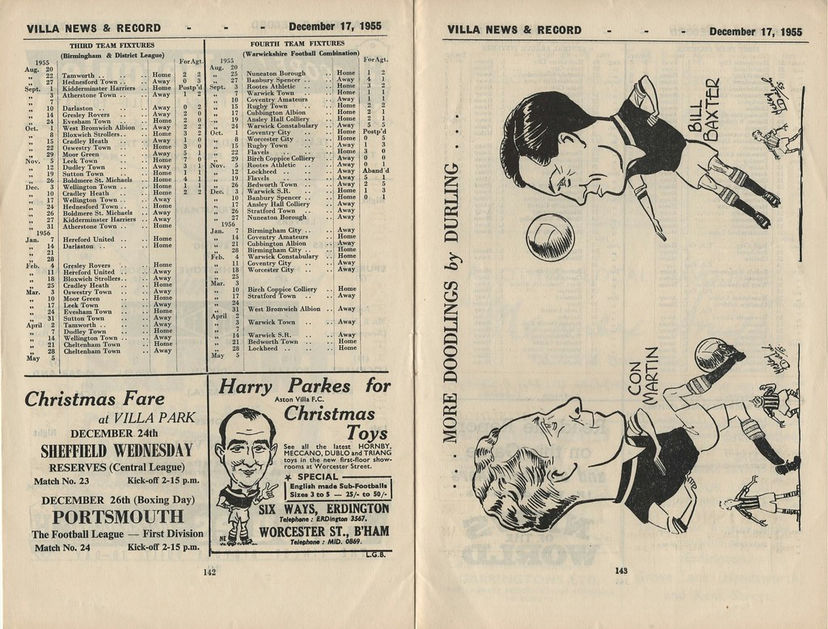 VILLA NEWS & RECORD - - - December 17, 1955
THIRD TEAM FIXTURES
(Birmingham & District League)
1955 For Agt.
Aug. 20
„ 22 Tamworth .. .. Home 2 2
„ 27 Hednesford Town .. Away 0 3
Sept. 1 Kidderminster Harriers Home Postp'd
„ 3 Atherstone Town .. Away 1 2
„ 7
„ 10 Darlaston .. .. Home 0 2
„ 14 Gresley Rovers .. Away 2 0
„ 24 Evesham Town .. Home 2 0
Oct. 1 West Bromwich Albion .. Away 2 2
„ 8 Bloxwich Strollers .. Home
„ 15 Cradley Heath .. Away
„ 22 Oswestry Town .. Home 3 0
„ 29 Moor Green .. .. Away 5 1
Nov. 5 Leek Town .. .. Home 7 0
„ 12 Dudley Town .. Away 3 1
„ 19 Sutton Town .. Home 1 1
„ 26 Boldmere St. Michaels Home 4 1
Dec. 3 Wellington Town .. Home 1 1
„ 10 Cradley Heath .. Home 2 2
„ 17 Wellington Town .. Away
„ 24 Hednesford Town .. Home
„ 26 Boldmere St. Michaels .. Away
„ 27 Kidderminster Harriers Away
„ 31 Atherstone Town .. Home
1956
Jan. 7 Hereford United .. Home
„ 14 Darlaston .. .. Home
„ 21
„ 28
Feb. 4 Gresley Rovers .. Home
„ 11 Hereford United .. Away
„ 18 Bloxwich Strollers .. Away
„ 25 Cradley Heath .. Home
Mar. 3 Oswestry Town .. Away
„ 10 Moor Green .. .. Home
„ 17 Leek Town .. .. Away
„ 24 Evesham Town .. Home
„ 31 Sutton Town .. Away
April 2 Tamworth .. .. Away
„ 7 Dudley Town .. Home
„ 14 Wellington Town .. Away
„ 21 Cheltenham Town .. Home
„ 28 Cheltenham Town .. Away
May 5
FOURTH TEAM FIXTURES
(Warwickshire Football Combination)
1955 For Agt.
Aug. 20
„ 25 Nuneaton Borough .. Home 1 2
„ 27 Banbury Spencer .. Away 4 1
Sept. 3 Rootes Athletic .. Home 3 2
„ 7 Warwick Town .. Home 1 1
„ 10 Coventry Amateurs .. Home 1 1
„ 15 Rugby Town .. Home 2 2
„ 17 Cubbington Albion .. Home 2 1
„ 19 Ansley Hall Colliery .. Home 2 1
„ 24 Warwick Constabulary .. Away 5 5
Oct. 1 Coventry City .. Home Postp'd
„ 8 Worcester City .. Home 0 5
„ 15 Rugby Town .. Away 1 3
„ 22 Flavels .. .. Home 3 0
„ 29 Birch Coppice Colliery .. Away 0 0
Nov. 5 Rootes Athletic .. Away 0 1
„ 12 Lockheed .. .. Away Aband'd
„ 19 Flavels .. .. Away 5 1
„ 26 Bedworth Town .. Away 2 5
Dec. 3 Warwick S.R. .. Home 1 3
„ 10 Banbury Spencer .. Home 0 1
„ 17 Ansley Hall Colliery .. Away
„ 26 Stratford Town .. Away
„ 27 Nuneaton Borough .. Away
1956
Jan. 7 Birmingham City .. Away
„ 14 Coventry Amateurs .. Home
„ 21 Cubbington Albion .. Away
„ 28 Birmingham City .. Home
Feb. 4 Warwick Constabulary .. Home
„ 11 Coventry City .. Away
„ 18 Worcester City .. Away
„ 25
Mar. 3
„ 10 Birch Coppice Colliery .. Home
„ 17 Stratford Town .. Away
„ 24
„ 31 West Bromwich Albion .. Away
April 2
„ 3 Warwick Town .. Away
„ 7
„ 14 Warwick S.R. .. Away
„ 21 Bedworth Town .. Home
„ 28 Lockheed .. .. Home
May 5
Christmas Fare
at VILLA PARK
DECEMBER 24th
SHEFFIELD WEDNESDAY
RESERVES (Central League)
Match No. 23 Kick-off 2-15 p.m.
DECEMBER 26th (Boxing Day)
PORTSMOUTH
The Football League — First Division
Match No. 24 Kick-off 2-15 p.m.
Harry Parkes for
Aston Villa F.C.
Christmas
Toys
See all the latest HORNBY,
MECCANO, DUBLO and TRIANG
toys in the new first-floor show-
rooms at Worcester Street.
★ SPECIAL
English made Sub-Footballs
Sizes 3 to 5 — 25/- to 50/-
SIX WAYS, ERDINGTON
Telephone : ERDington 3567.
WORCESTER ST., B'HAM
Telephone : MID. 0869.
L.G.B.
142
VILLA NEWS & RECORD - - - December 17, 1955
.... MORE DOODLINGS by DURLING ....
BILL
BAXTER
CON
MARTIN
143